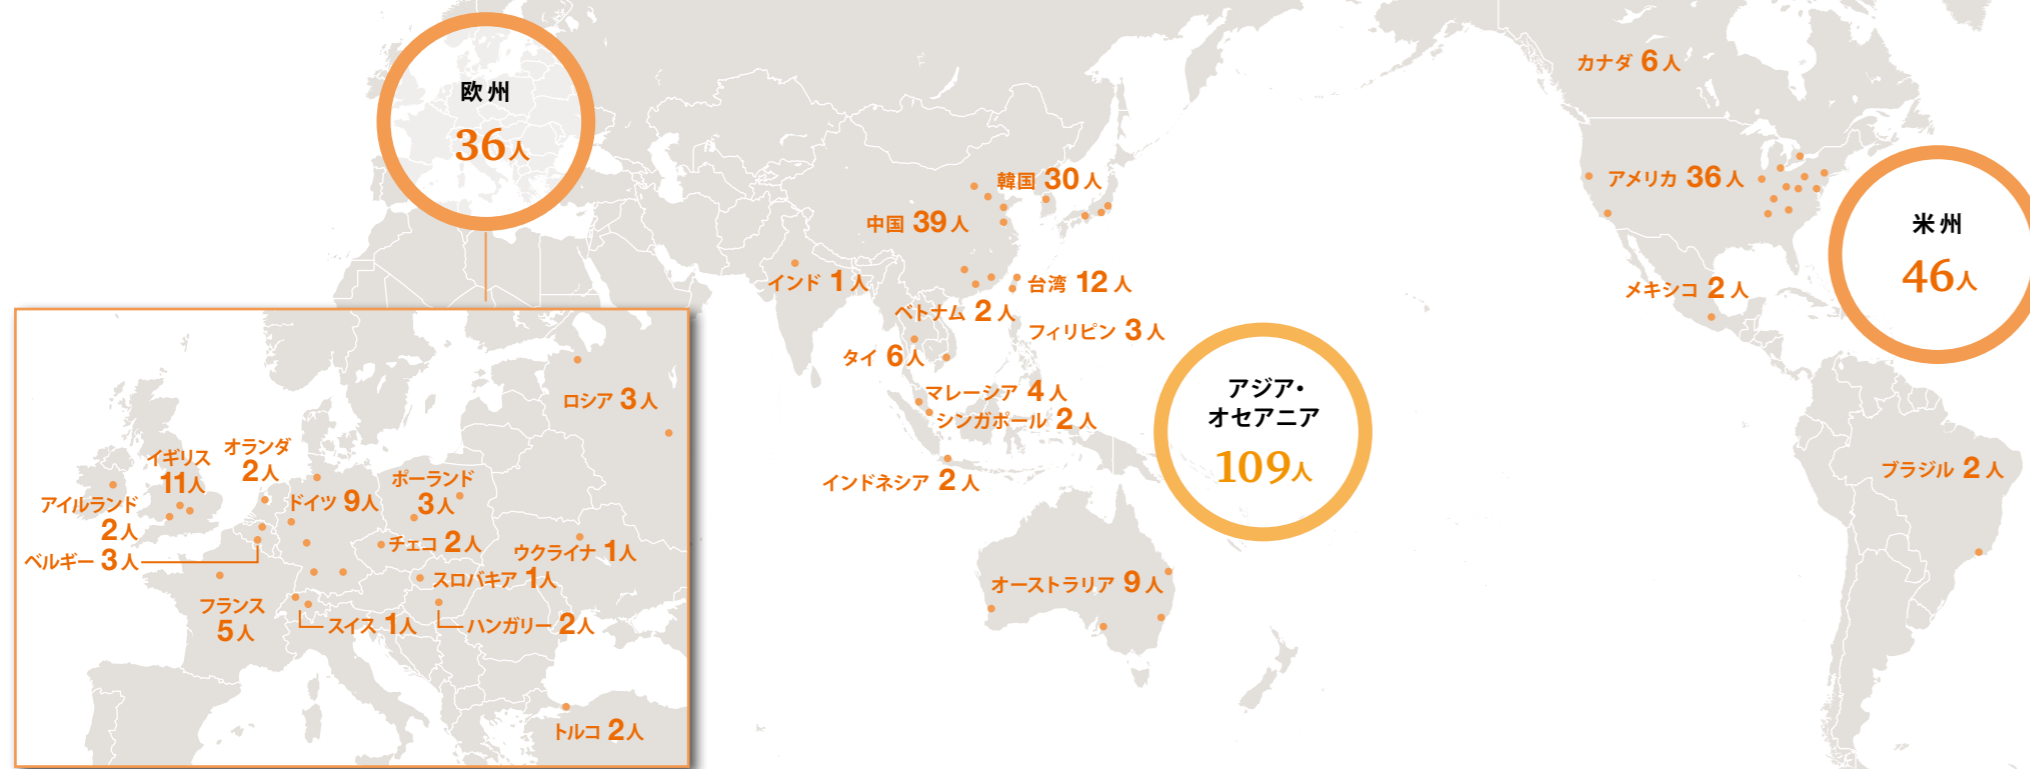 欧州
36人
カナダ 6人
韓国 30人
アメリカ 36人
中国 39人
米州
46人
インド 1人
台湾 12人
メキシコ 2人
ベトナム 2人
フィリピン 3人
タイ 6人
マレーシア 4人
シンガポール 2人
アジア・
オセアニア
109人
インドネシア 2人
ブラジル 2人
オーストラリア 9人
ロシア 3人
オランダ
2人
イギリス
11人
ポーランド
3人
アイルランド
2人
ドイツ 9人
ベルギー 3人
チェコ 2人
ウクライナ 1人
スロバキア 1人
フランス
5人
スイス 1人
ハンガリー 2人
トルコ 2人